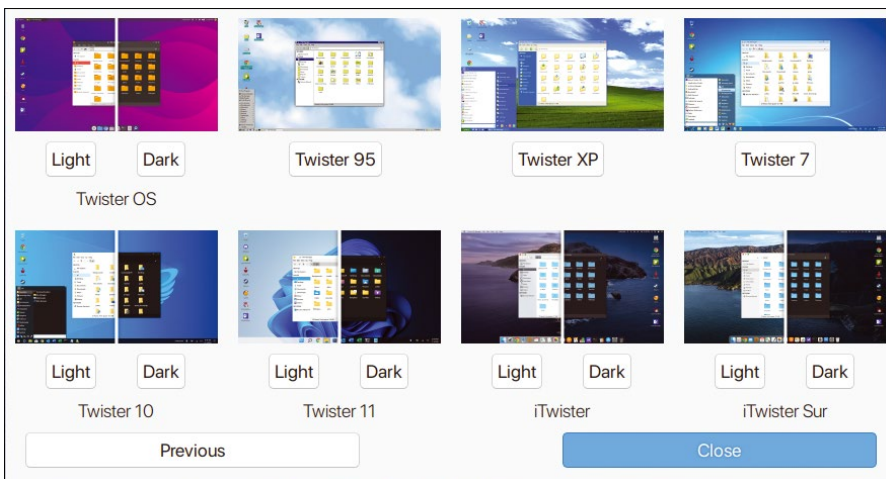 Light Dark Twister 95 Twister XP Twister 7
Twister OS
Light Dark Light Dark Light Dark Light Dark
Twister 10 Twister 11 iTwister iTwister Sur
Previous Close